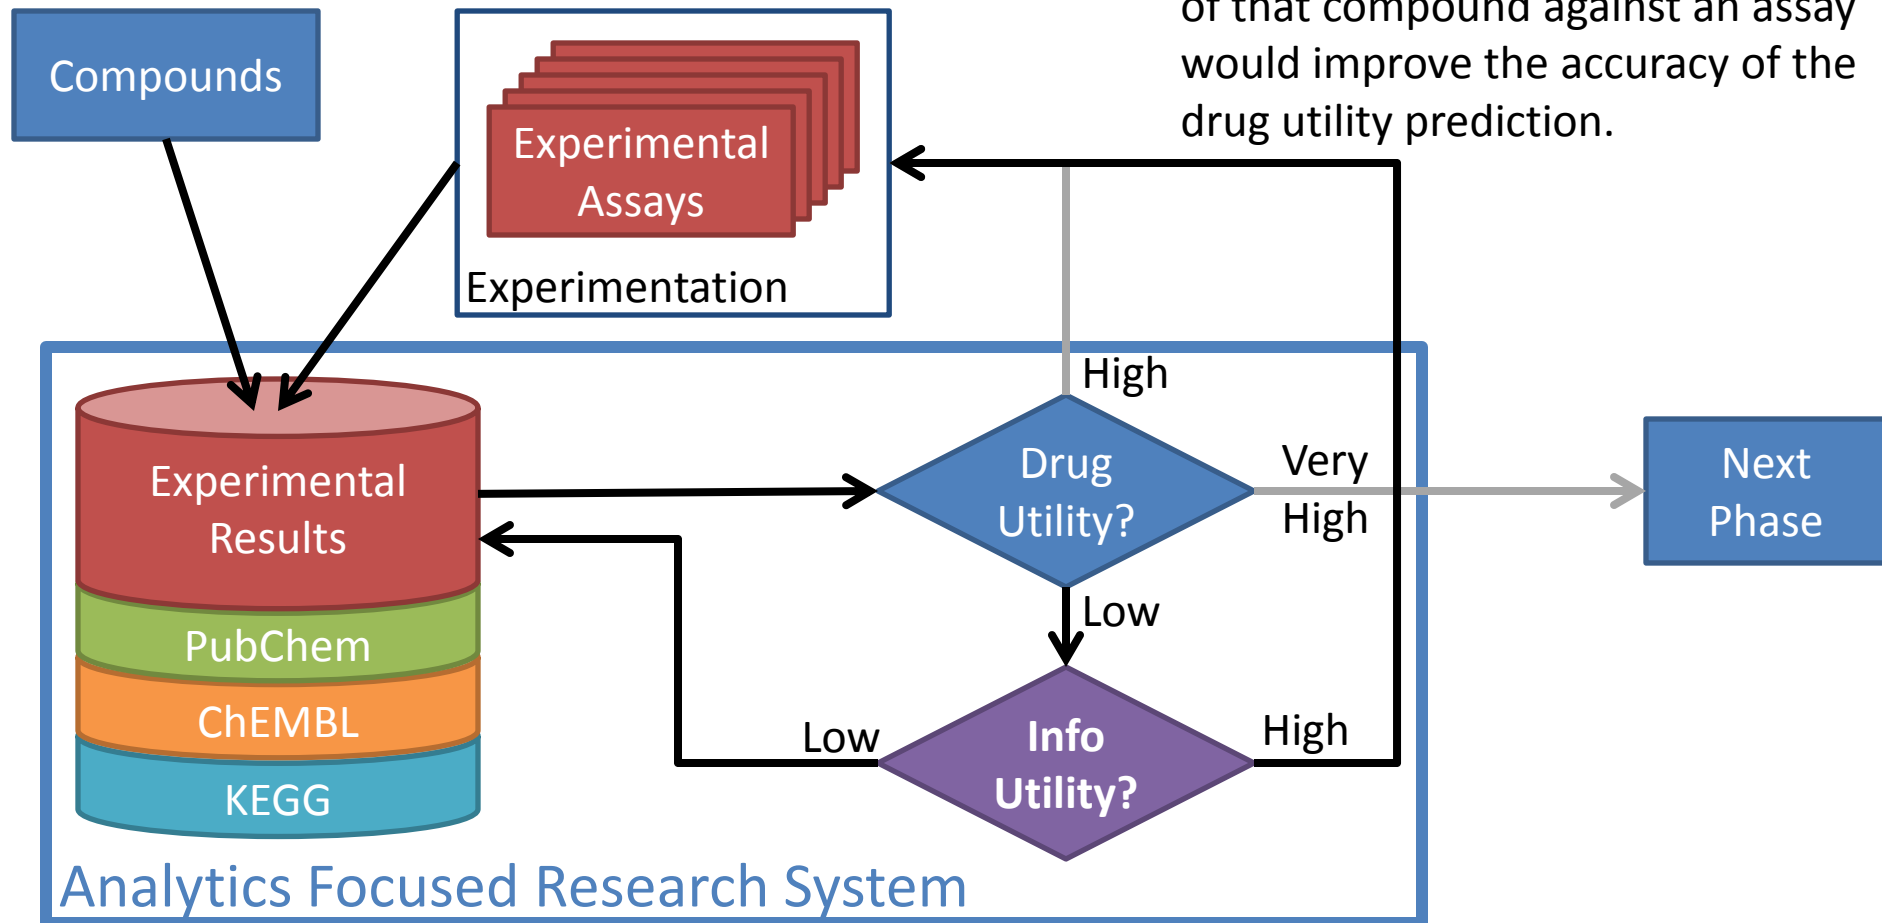 of that compound against an assay
would improve the accuracy of the
drug utility prediction.
Compounds
Experimental
Assays
Experimentation
High
Experimental
Results
Drug
Utility?
Very
High
Next
Phase
Low
PubChem
ChEMBL
KEGG
Low
Info
Utility?
High
Analytics Focused Research System